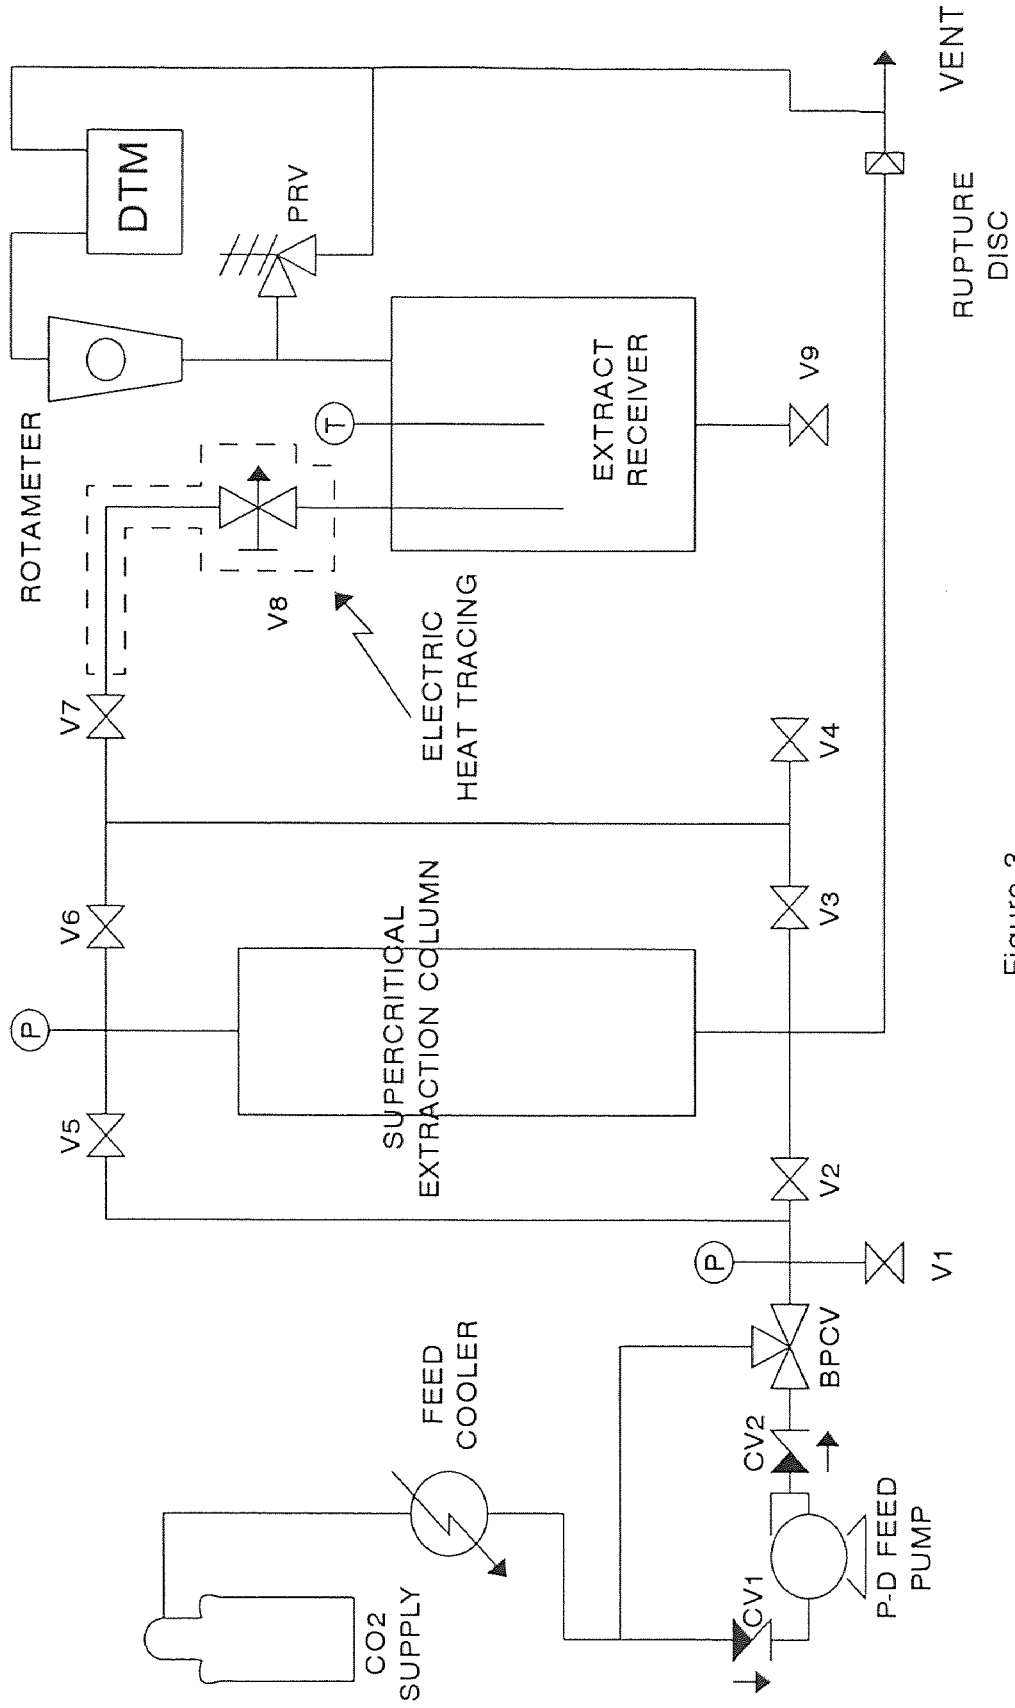 CO2
SUPPLY
FEED
COOLER
CV1
P-D FEED
PUMP
CV2
BPCV
P
V1
V2
V5
P
SUPERCRITICAL
EXTRACTION COLUMN
V6
V3
V4
V7
ELECTRIC
HEAT TRACING
V8
ROTAMETER
T
EXTRACT
RECEIVER
V9
PRV
DTM
RUPTURE
DISC
VENT
Figure